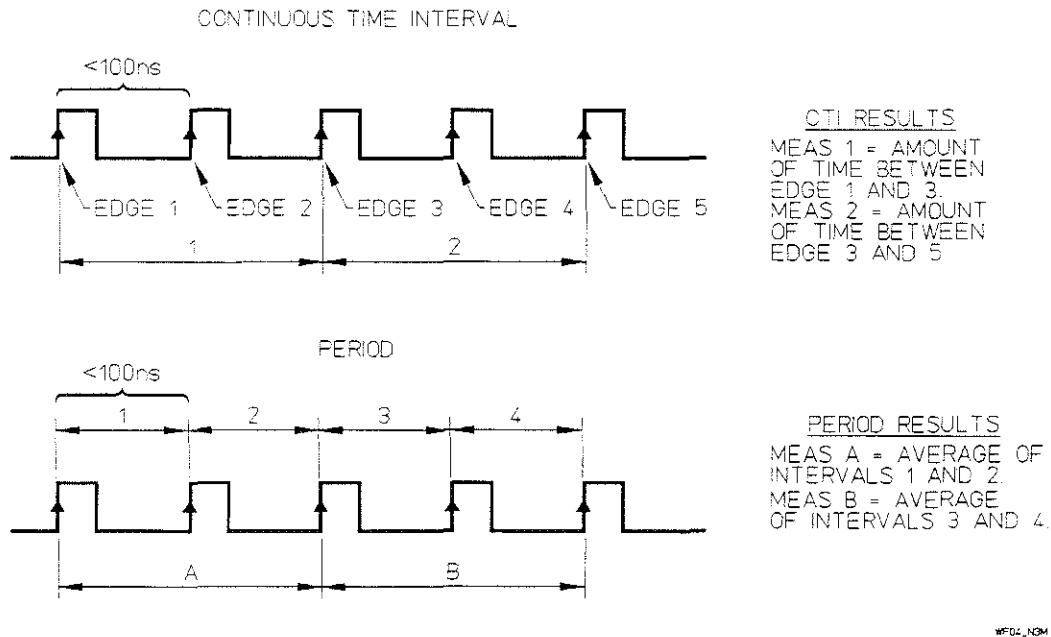 CONTINUOUS TIME INTERVAL
<100ns
EDGE 1
EDGE 2
EDGE 3
EDGE 4
EDGE 5
1
2
CTI RESULTS
MEAS 1 = AMOUNT
OF TIME BETWEEN
EDGE 1 AND 3.
MEAS 2 = AMOUNT
OF TIME BETWEEN
EDGE 3 AND 5
PERIOD
<100ns
1
2
3
4
A
B
PERIOD RESULTS
MEAS A = AVERAGE OF
INTERVALS 1 AND 2.
MEAS B = AVERAGE
OF INTERVALS 3 AND 4.